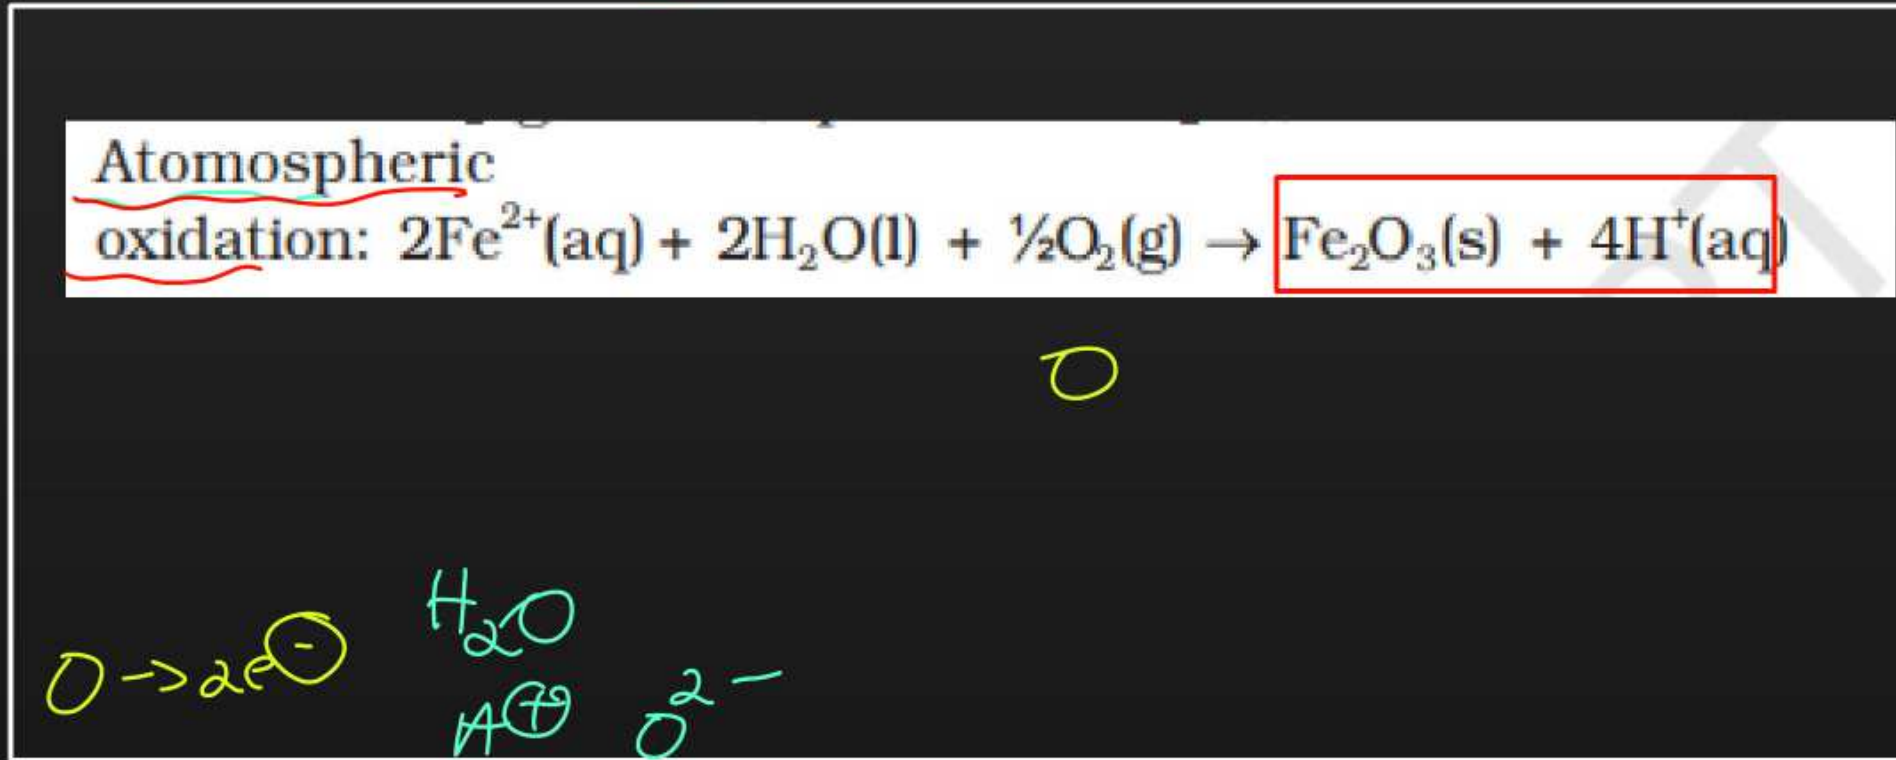 Atomospheric
oxidation: 2Fe²⁺(aq) + 2H₂O(l) + ½O₂(g) → Fe₂O₃(s) + 4H⁺(aq)
O
H₂O
O → 2e⁻
H⁺ O²⁻